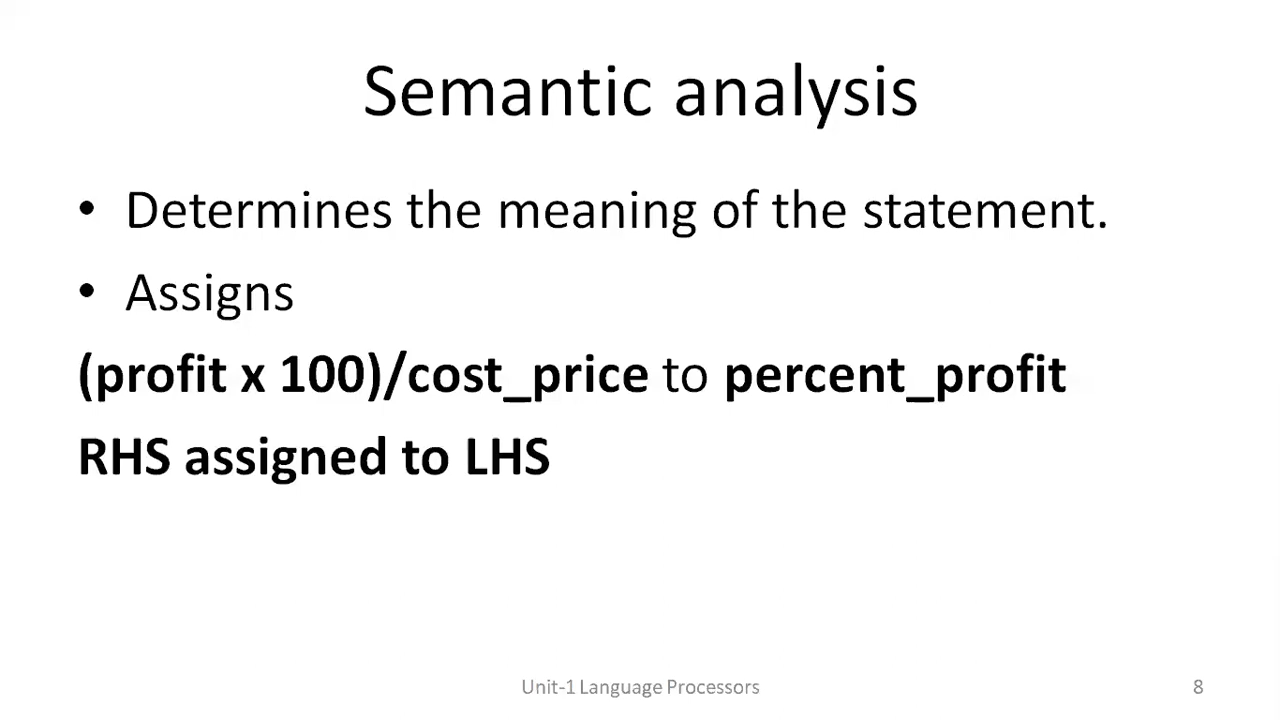 Semantic analysis
• Determines the meaning of the statement.
• Assigns
(profit x 100)/cost_price to percent_profit
RHS assigned to LHS
Unit-1 Language Processors
8